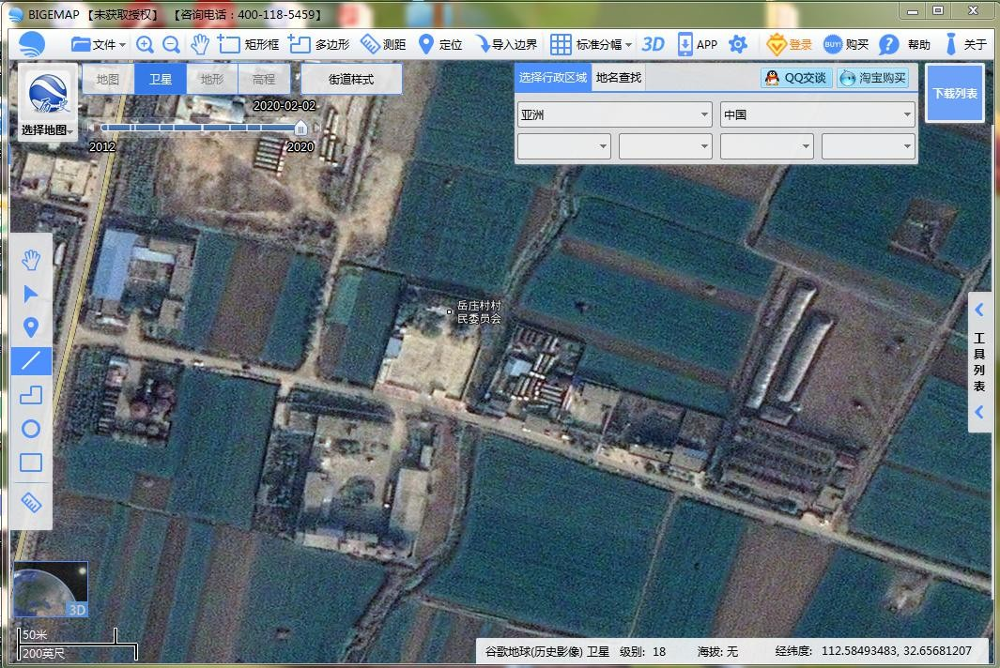 BIGEMAP 【未获取授权】 【咨询电话：400-118-5459】
文件 矩形框 多边形 测距 定位 导入边界 标准分幅 3D APP 登录 BUY! 购买 帮助 关于
地图 卫星 地形 高程 街道样式
选择行政区域 地名查找 QQ交谈 淘宝购买
下载列表
历史
选择地图
2020-02-02
2012 2020
亚洲 中国
岳庄村村
民委员会
工具列表
3D
50米
200英尺
谷歌地球(历史影像) 卫星 级别: 18 海拔: 无 经纬度: 112.58493483, 32.65681207